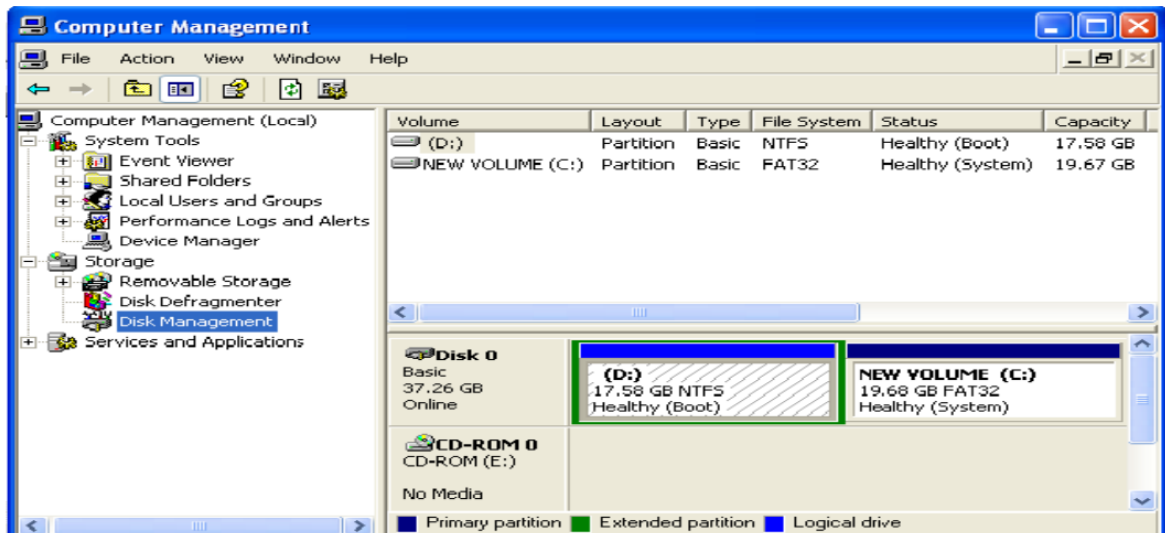 Computer Management
File Action View Window Help
Computer Management (Local)
System Tools
Event Viewer
Shared Folders
Local Users and Groups
Performance Logs and Alerts
Device Manager
Storage
Removable Storage
Disk Defragmenter
Disk Management
Services and Applications
Volume Layout Type File System Status Capacity
(D:) Partition Basic NTFS Healthy (Boot) 17.58 GB
NEW VOLUME (C:) Partition Basic FAT32 Healthy (System) 19.67 GB
Disk 0
Basic
37.26 GB
Online
(D:)
17.58 GB NTFS
Healthy (Boot)
NEW VOLUME (C:)
19.68 GB FAT32
Healthy (System)
CD-ROM 0
CD-ROM (E:)
No Media
Primary partition Extended partition Logical drive